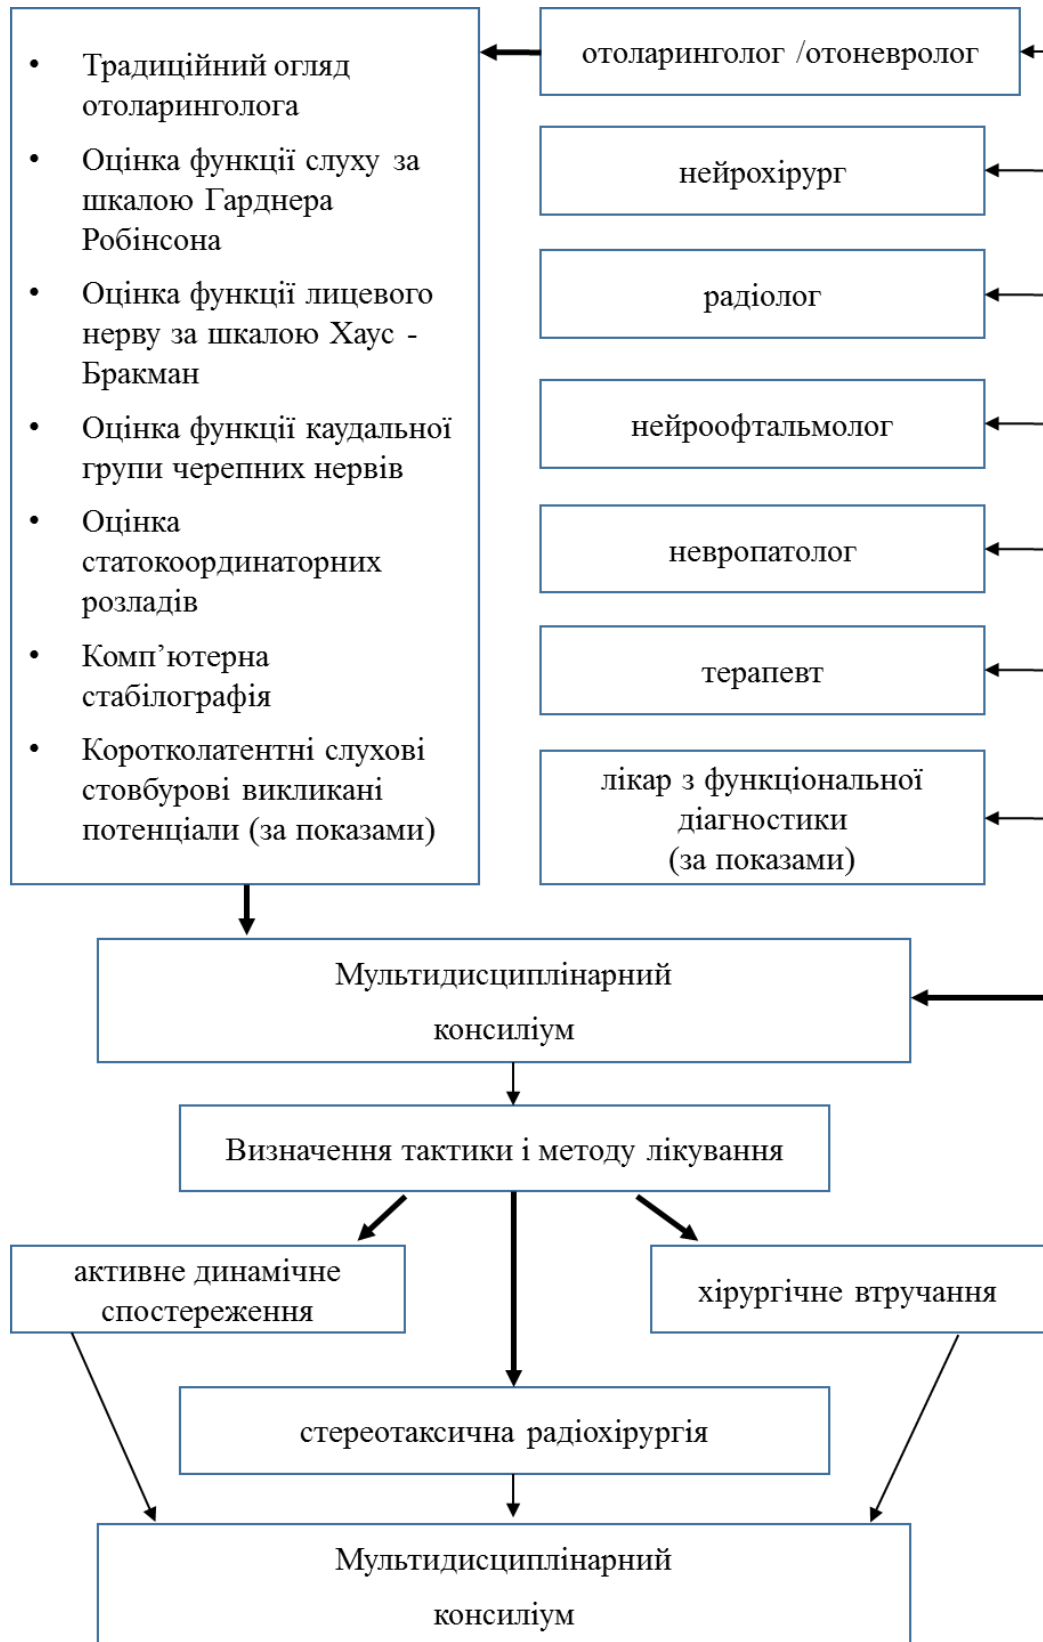 • Традиційний огляд
отоларинголога
• Оцінка функції слуху за
шкалою Гарднера
Робінсона
• Оцінка функції лицевого
нерву за шкалою Хаус -
Бракман
• Оцінка функції каудальної
групи черепних нервів
• Оцінка
статокоординаторних
розладів
• Комп’ютерна
стабілографія
• Коротколатентні слухові
стовбурові викликані
потенціали (за показами)
отоларинголог /отоневролог
нейрохірург
радіолог
нейроофтальмолог
невропатолог
терапевт
лікар з функціональної
діагностики
(за показами)
Мультидисциплінарний
консиліум
Визначення тактики і методу лікування
активне динамічне
спостереження
хірургічне втручання
стереотаксична радіохірургія
Мультидисциплінарний
консиліум